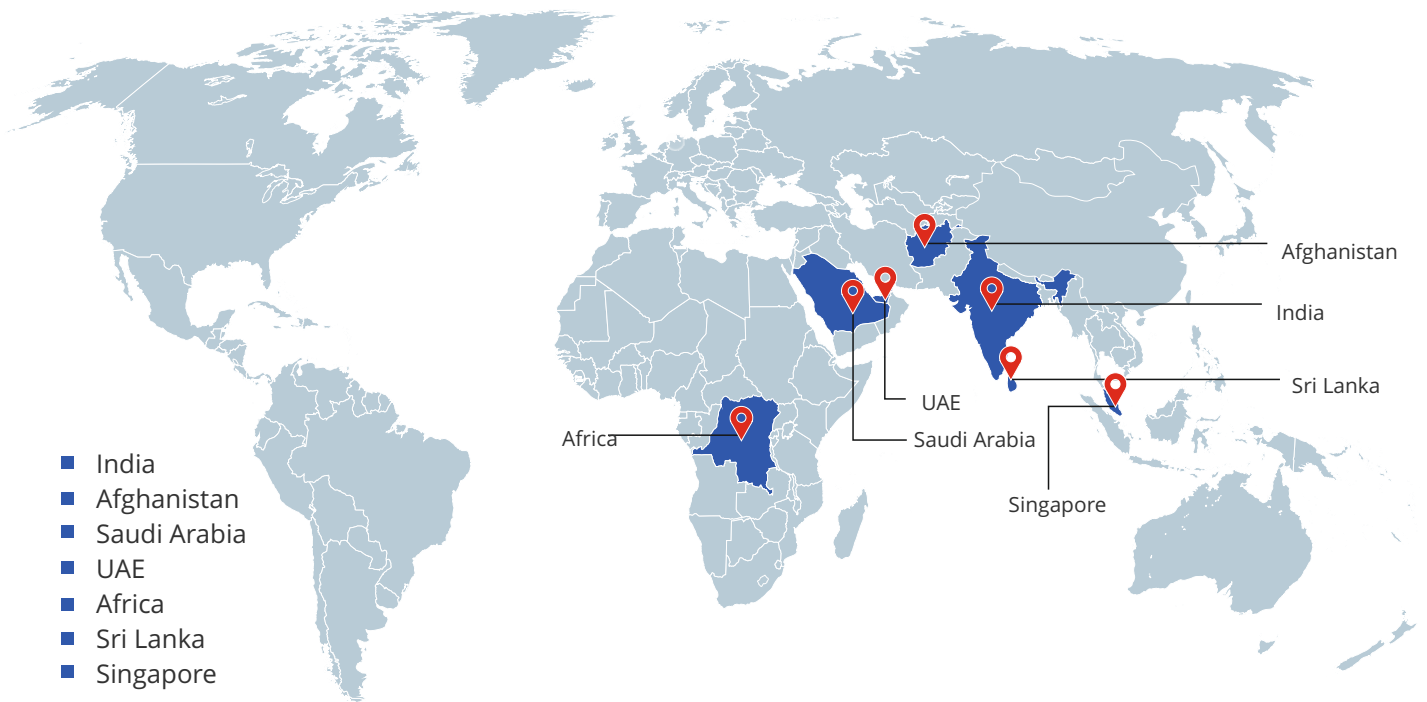 Afghanistan
India
Sri Lanka
UAE
Africa
Saudi Arabia
Singapore
India
Afghanistan
Saudi Arabia
UAE
Africa
Sri Lanka
Singapore